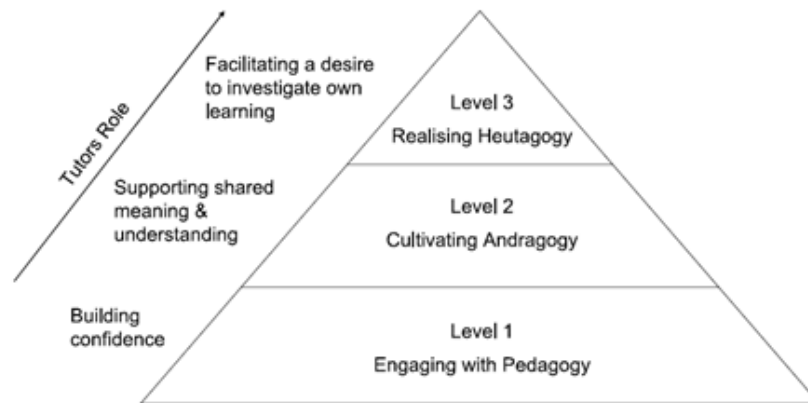 Facilitating a desire
to investigate own
learning
Level 3
Realising Heutagogy
Tutors Role
Supporting shared
meaning &
understanding
Level 2
Cultivating Andragogy
Building
confidence
Level 1
Engaging with Pedagogy